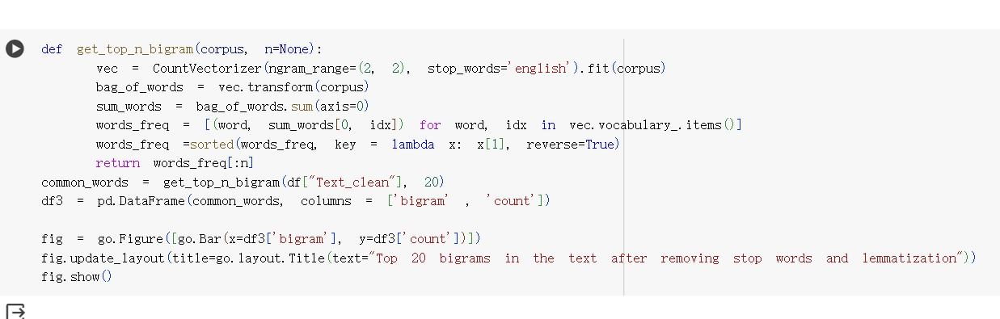 def get_top_n_bigram(corpus, n=None):
    vec = CountVectorizer(ngram_range=(2, 2), stop_words='english').fit(corpus)
    bag_of_words = vec.transform(corpus)
    sum_words = bag_of_words.sum(axis=0)
    words_freq = [(word, sum_words[0, idx]) for word, idx in vec.vocabulary_.items()]
    words_freq =sorted(words_freq, key = lambda x: x[1], reverse=True)
    return words_freq[:n]
common_words = get_top_n_bigram(df["Text_clean"], 20)
df3 = pd.DataFrame(common_words, columns = ['bigram' , 'count'])

fig = go.Figure([go.Bar(x=df3['bigram'], y=df3['count'])])
fig.update_layout(title=go.layout.Title(text="Top 20 bigrams in the text after removing stop words and lemmatization"))
fig.show()